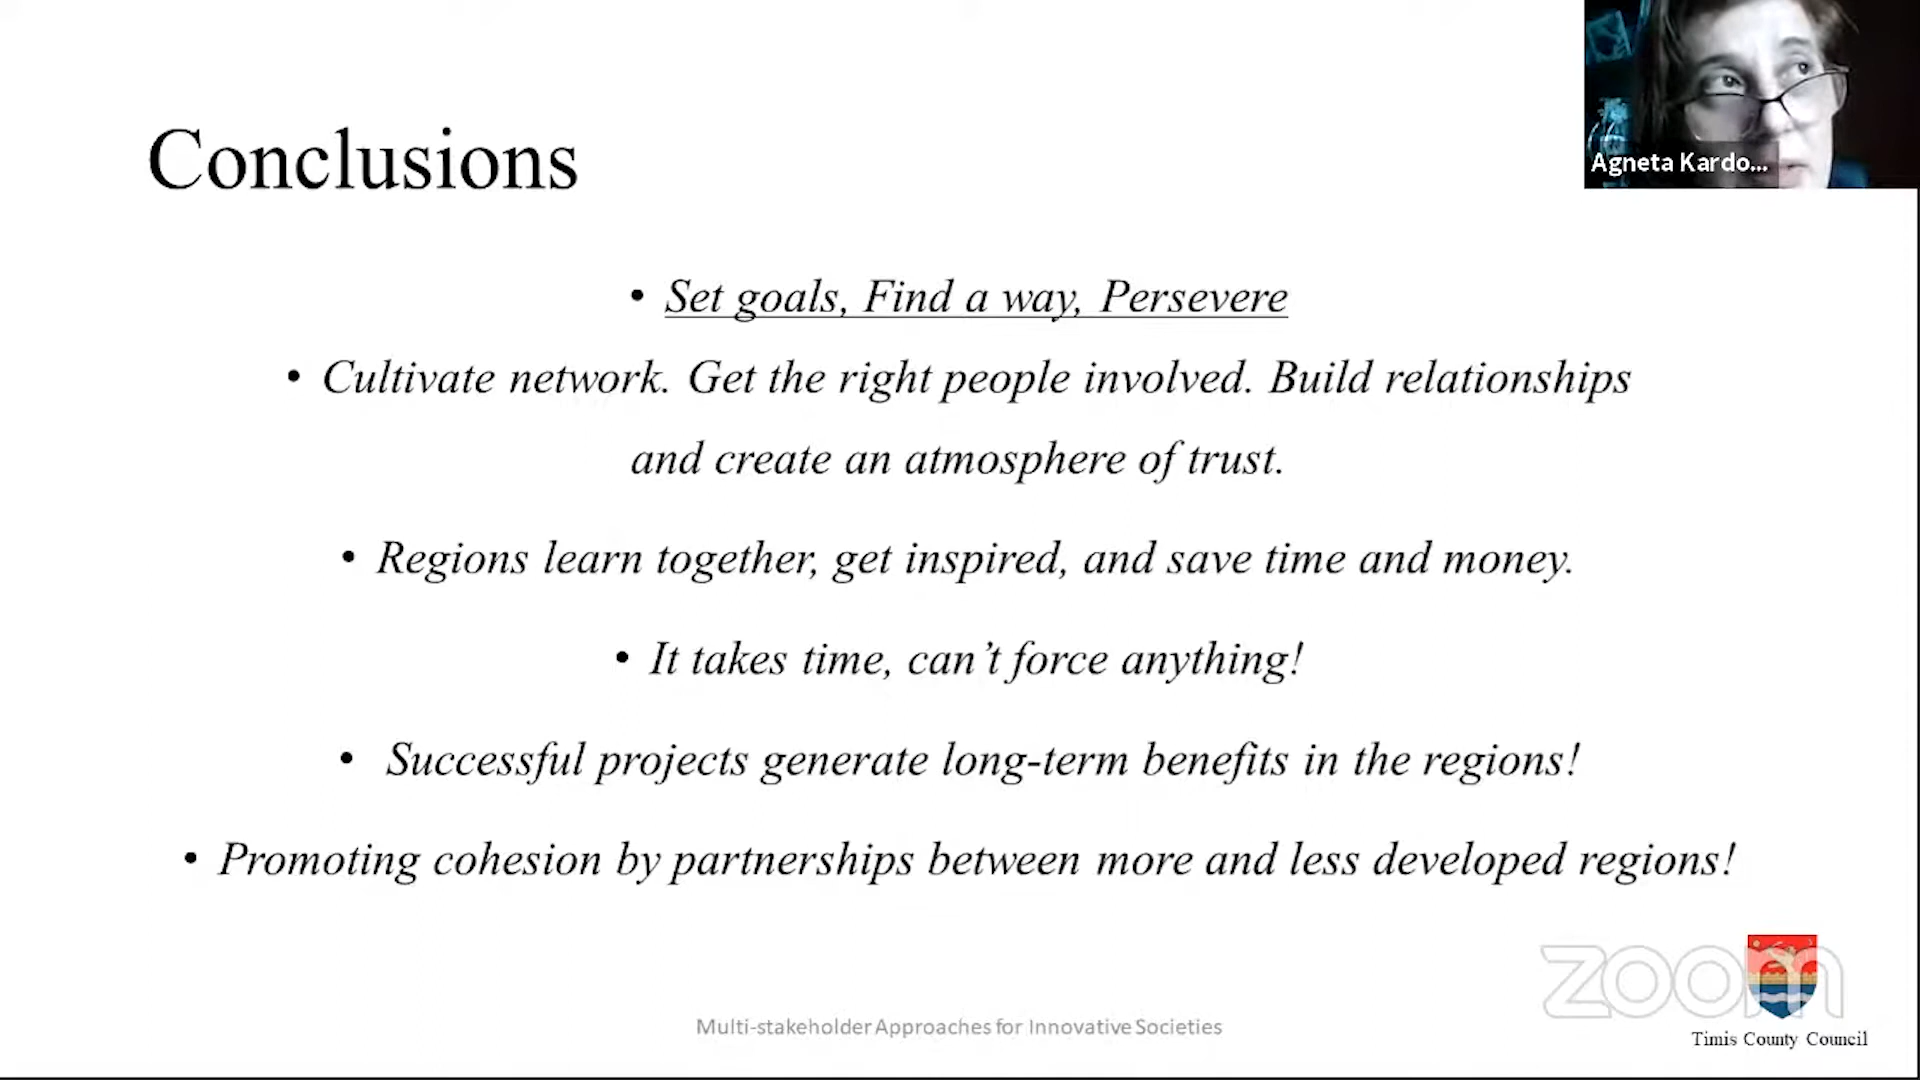 Agneta Kardo...
Conclusions
• Set goals, Find a way, Persevere
• Cultivate network. Get the right people involved. Build relationships
and create an atmosphere of trust.
• Regions learn together, get inspired, and save time and money.
• It takes time, can’t force anything!
• Successful projects generate long-term benefits in the regions!
• Promoting cohesion by partnerships between more and less developed regions!
zoom
Multi-stakeholder Approaches for Innovative Societies
Timis County Council